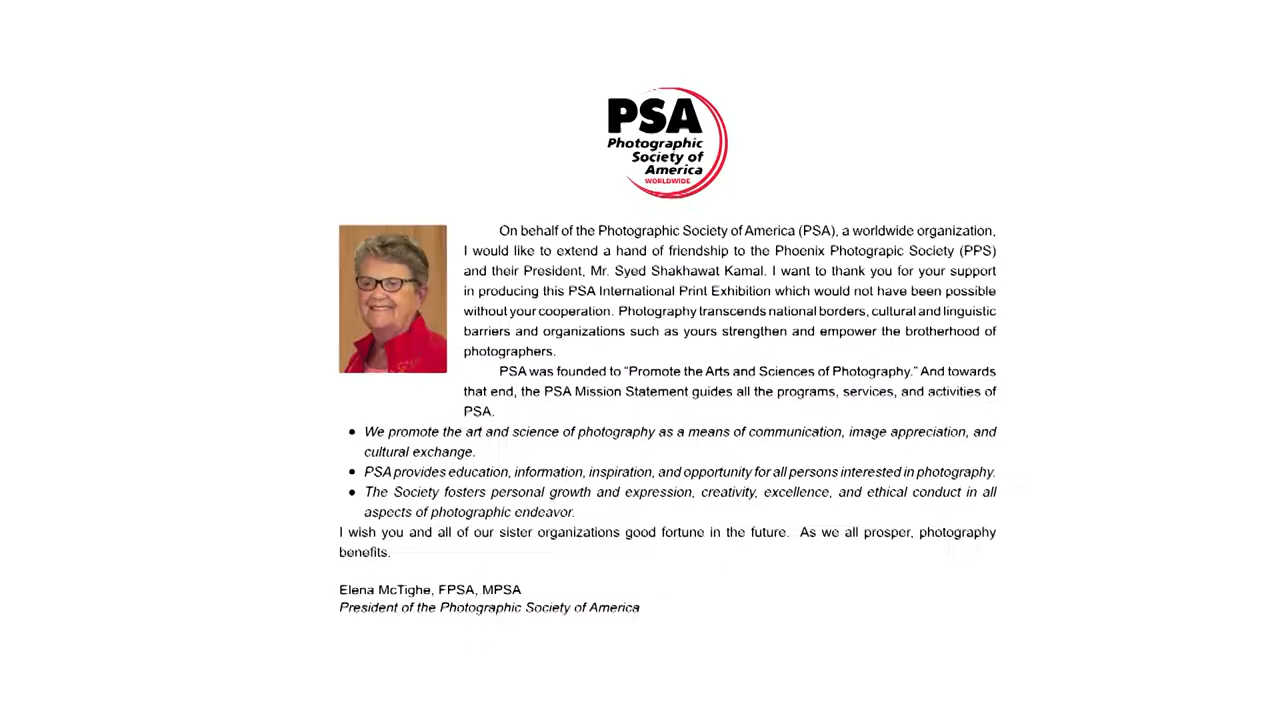 PSA
Photographic
Society of
America
WORLDWIDE
On behalf of the Photographic Society of America (PSA), a worldwide organization,
I would like to extend a hand of friendship to the Phoenix Photograpic Society (PPS)
and their President, Mr. Syed Shakhawat Kamal. I want to thank you for your support
in producing this PSA International Print Exhibition which would not have been possible
without your cooperation. Photography transcends national borders, cultural and linguistic
barriers and organizations such as yours strengthen and empower the brotherhood of
photographers.
PSA was founded to “Promote the Arts and Sciences of Photography.” And towards
that end, the PSA Mission Statement guides all the programs, services, and activities of
PSA.
• We promote the art and science of photography as a means of communication, image appreciation, and
cultural exchange.
• PSA provides education, information, inspiration, and opportunity for all persons interested in photography.
• The Society fosters personal growth and expression, creativity, excellence, and ethical conduct in all
aspects of photographic endeavor.
I wish you and all of our sister organizations good fortune in the future. As we all prosper, photography
benefits.
Elena McTighe, FPSA, MPSA
President of the Photographic Society of America